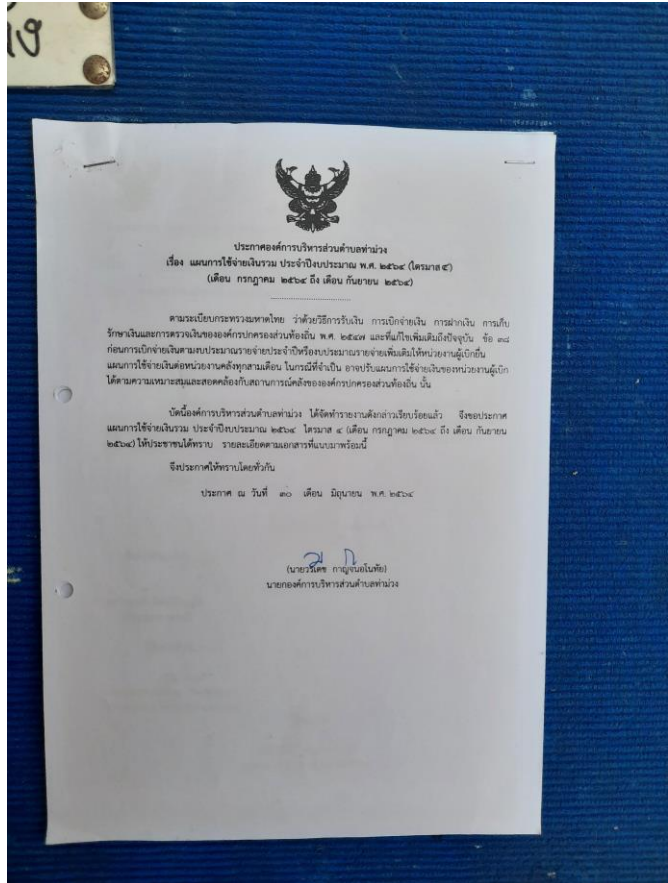 ประกาศองค์การบริหารส่วนตำบลท่าม่วง
เรื่อง แผนการใช้จ่ายเงินรวม ประจำปีงบประมาณ พ.ศ. ๒๕๖๔ (ไตรมาส ๔)
(เดือน กรกฎาคม ๒๕๖๔ ถึง เดือน กันยายน ๒๕๖๔)
ตามระเบียบกระทรวงมหาดไทย ว่าด้วยวิธีการรับเงิน การเบิกจ่ายเงิน การฝากเงิน การเก็บ
รักษาเงินและการตรวจเงินขององค์กรปกครองส่วนท้องถิ่น พ.ศ. ๒๕๔๗ และที่แก้ไขเพิ่มเติมถึงปัจจุบัน ข้อ ๓๘
ก่อนการเบิกจ่ายเงินตามงบประมาณรายจ่ายประจำปีหรืองบประมาณรายจ่ายเพิ่มเติมให้หน่วยงานผู้เบิกยื่น
แผนการใช้จ่ายเงินต่อหน่วยงานคลังทุกสามเดือน ในกรณีที่จำเป็น อาจปรับแผนการใช้จ่ายเงินของหน่วยงานผู้เบิก
ได้ตามความเหมาะสมและสอดคล้องกับสถานการณ์คลังขององค์กรปกครองส่วนท้องถิ่น นั้น
บัดนี้องค์การบริหารส่วนตำบลท่าม่วง ได้จัดทำรายงานดังกล่าวเรียบร้อยแล้ว จึงขอประกาศ
แผนการใช้จ่ายเงินรวม ประจำปีงบประมาณ ๒๕๖๔ ไตรมาส ๔ (เดือน กรกฎาคม ๒๕๖๔ ถึง เดือน กันยายน
๒๕๖๔) ให้ประชาชนได้ทราบ รายละเอียดตามเอกสารที่แนบมาพร้อมนี้
จึงประกาศให้ทราบโดยทั่วกัน
ประกาศ ณ วันที่ ๓๐ เดือน มิถุนายน พ.ศ. ๒๕๖๔
นายกองค์การบริหารส่วนตำบลท่าม่วง